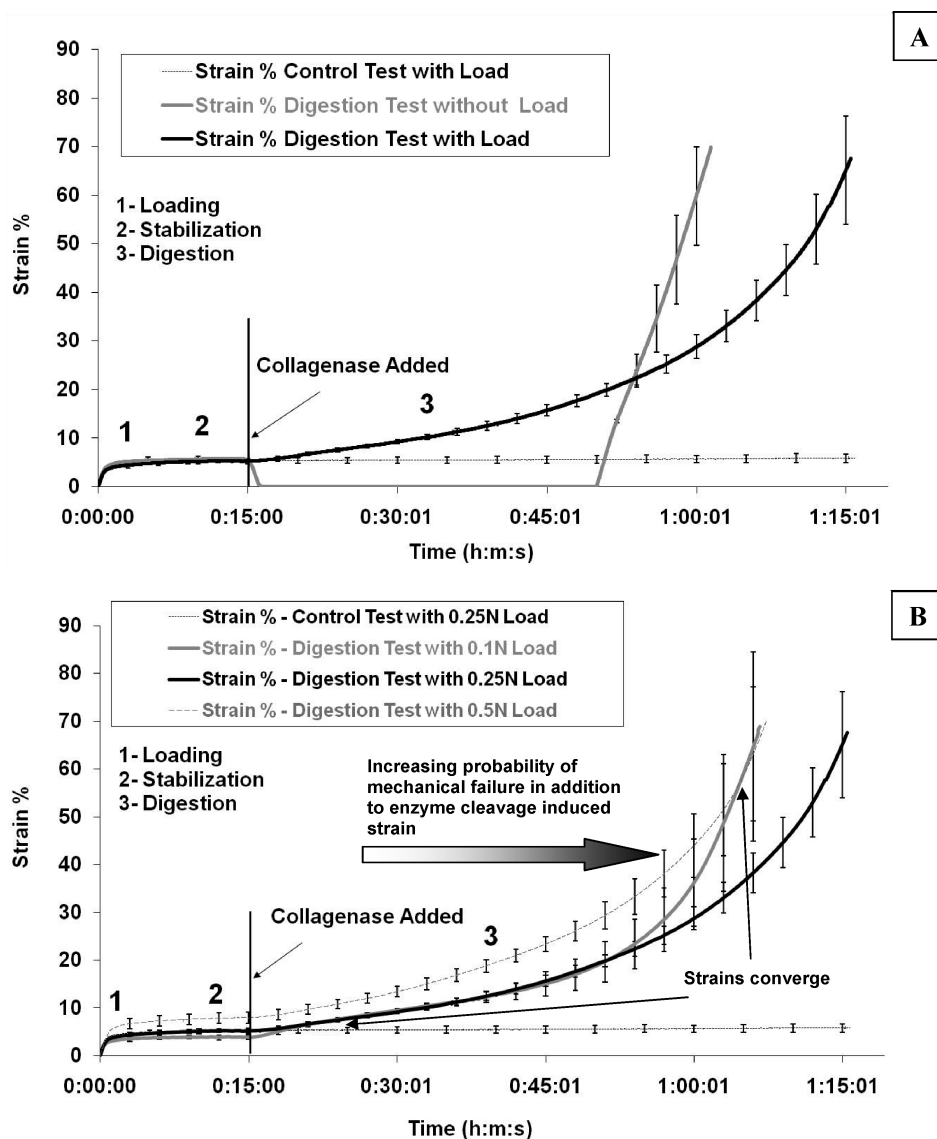 A
90
80
70
60
50
40
30
20
10
0
Strain %
Strain % Control Test with Load
Strain % Digestion Test without Load
Strain % Digestion Test with Load
1- Loading
2- Stabilization
3- Digestion
Collagenase Added
1
2
3
0:00:00 0:15:00 0:30:01 0:45:01 1:00:01 1:15:01
Time (h:m:s)
B
90
80
70
60
50
40
30
20
10
0
Strain %
Strain % - Control Test with 0.25N Load
Strain % - Digestion Test with 0.1N Load
Strain % - Digestion Test with 0.25N Load
Strain % - Digestion Test with 0.5N Load
1- Loading
2- Stabilization
3- Digestion
Increasing probability of
mechanical failure in addition
to enzyme cleavage induced
strain
Collagenase Added
1
2
3
Strains converge
0:00:00 0:15:00 0:30:01 0:45:01 1:00:01 1:15:01
Time (h:m:s)